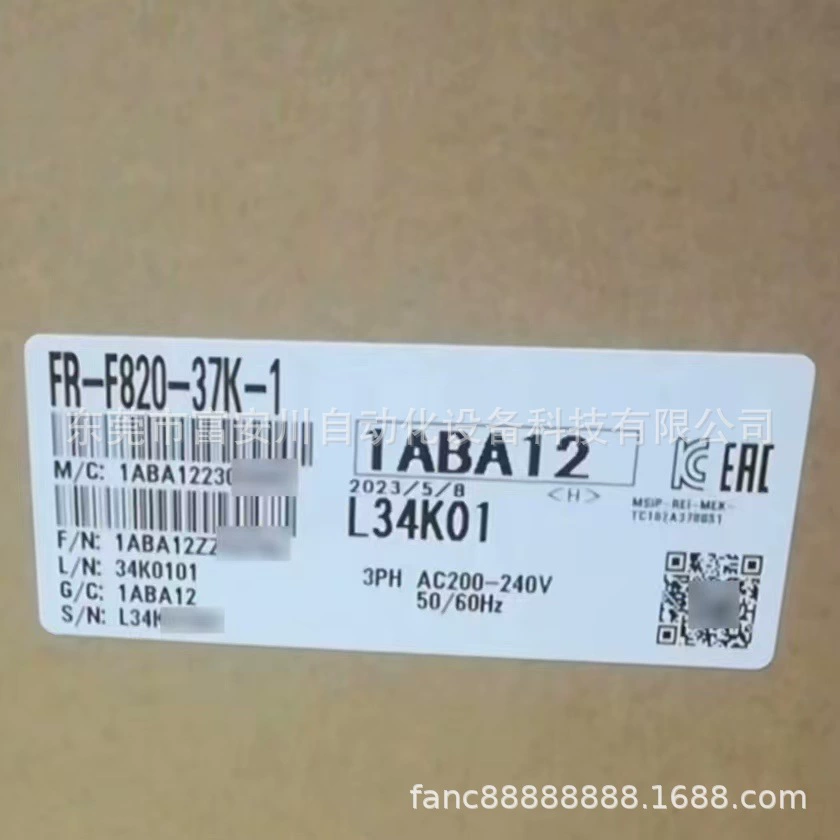 FR-F820-37K-1
东莞市富安川自动化设备科技有限公司
M/C: 1ABA12230
1ABA12
EAC
2023/5/8 <H>
MSIP-REI-MEK-
L34K01
F/N: 1ABA12Z2
L/N: 34K0101
G/C: 1ABA12
S/N: L34K
3PH AC200-240V
50/60Hz
fanc88888888.1688.com